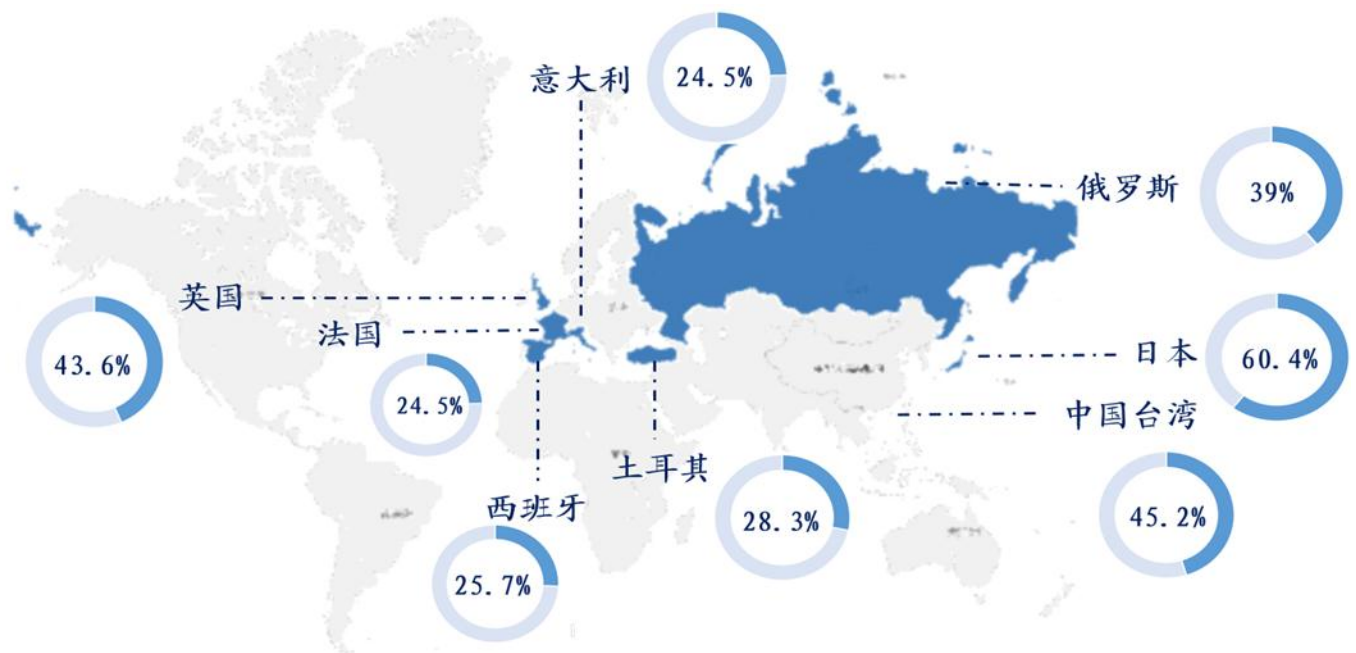 意大利
24.5%
俄罗斯
39%
英国
43.6%
法国
24.5%
日本
60.4%
中国台湾
45.2%
土耳其
28.3%
西班牙
25.7%